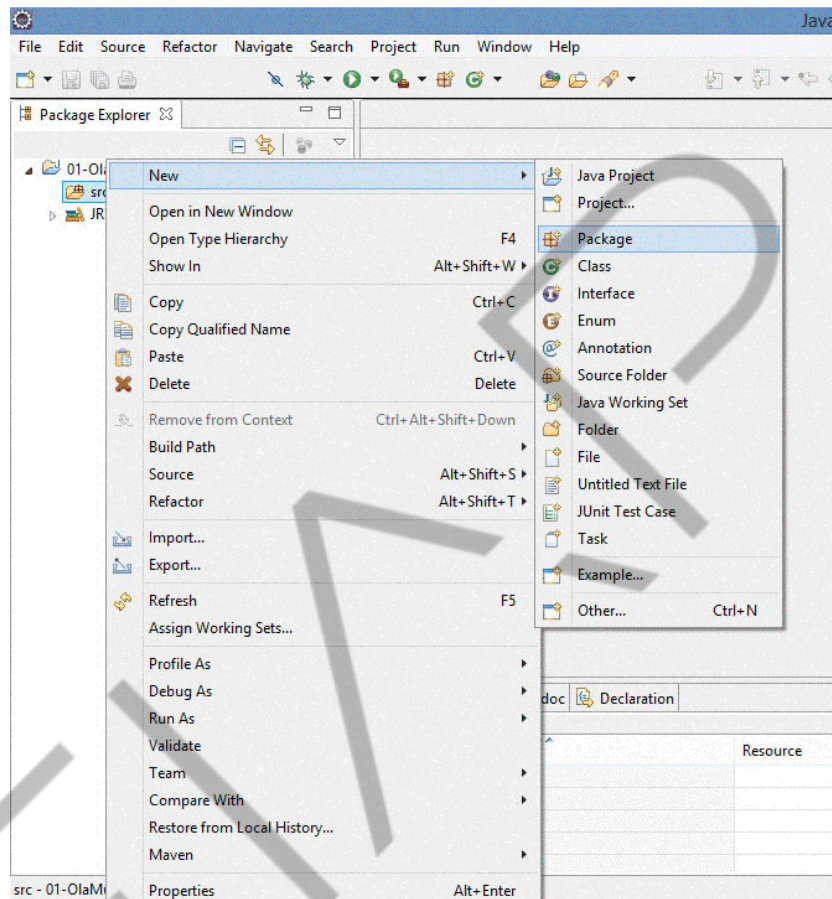 Java
File Edit Source Refactor Navigate Search Project Run Window Help
Package Explorer
01-Ola
src
JR
New
Open in New Window
Open Type Hierarchy F4
Show In Alt+Shift+W
Copy Ctrl+C
Copy Qualified Name
Paste Ctrl+V
Delete Delete
Remove from Context Ctrl+Alt+Shift+Down
Build Path
Source Alt+Shift+S
Refactor Alt+Shift+T
Import...
Export...
Refresh F5
Assign Working Sets...
Profile As
Debug As
Run As
Validate
Team
Compare With
Restore from Local History...
Maven
Properties Alt+Enter
Java Project
Project...
Package
Class
Interface
Enum
Annotation
Source Folder
Java Working Set
Folder
File
Untitled Text File
JUnit Test Case
Task
Example...
Other... Ctrl+N
doc Declaration
Resource
src - 01-OlaM